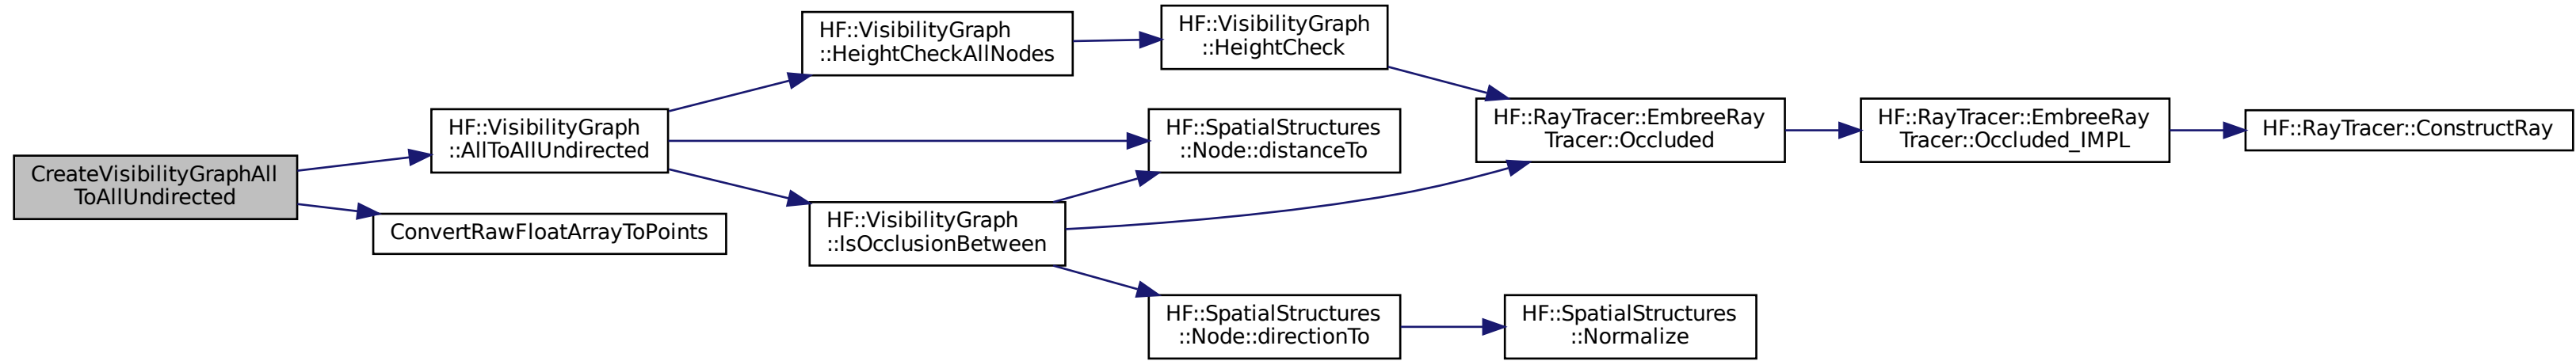 CreateVisibilityGraphAll
ToAllUndirected
HF::VisibilityGraph
::AllToAllUndirected
ConvertRawFloatArrayToPoints
HF::VisibilityGraph
::HeightCheckAllNodes
HF::VisibilityGraph
::HeightCheck
HF::SpatialStructures
::Node::distanceTo
HF::VisibilityGraph
::IsOcclusionBetween
HF::SpatialStructures
::Node::directionTo
HF::RayTracer::EmbreeRay
Tracer::Occluded
HF::RayTracer::EmbreeRay
Tracer::Occluded_IMPL
HF::RayTracer::ConstructRay
HF::SpatialStructures
::Normalize